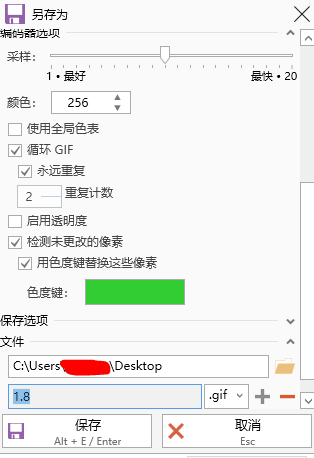 另存为
编码器选项
采样：
1 • 最好 最快 • 20
颜色： 256
使用全局色表
循环 GIF
永远重复
2 重复计数
启用透明度
检测未更改的像素
用色度键替换这些像素
色度键：
保存选项
文件
C:\Users \Desktop
1.8 .gif
保存 取消
Alt + E / Enter Esc